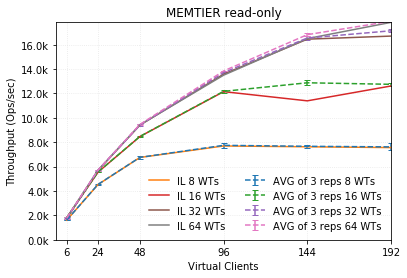 MEMTIER read-only
Throughput (Ops/sec)
16.0k
14.0k
12.0k
10.0k
8.0k
6.0k
4.0k
2.0k
0.0k
IL 8 WTs
IL 16 WTs
IL 32 WTs
IL 64 WTs
AVG of 3 reps 8 WTs
AVG of 3 reps 16 WTs
AVG of 3 reps 32 WTs
AVG of 3 reps 64 WTs
6 24 48 96 144 192
Virtual Clients